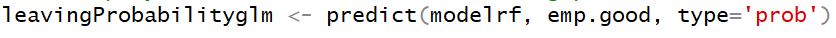 leavingProbabilityglm <- predict(modelrf, emp.good, type='prob')